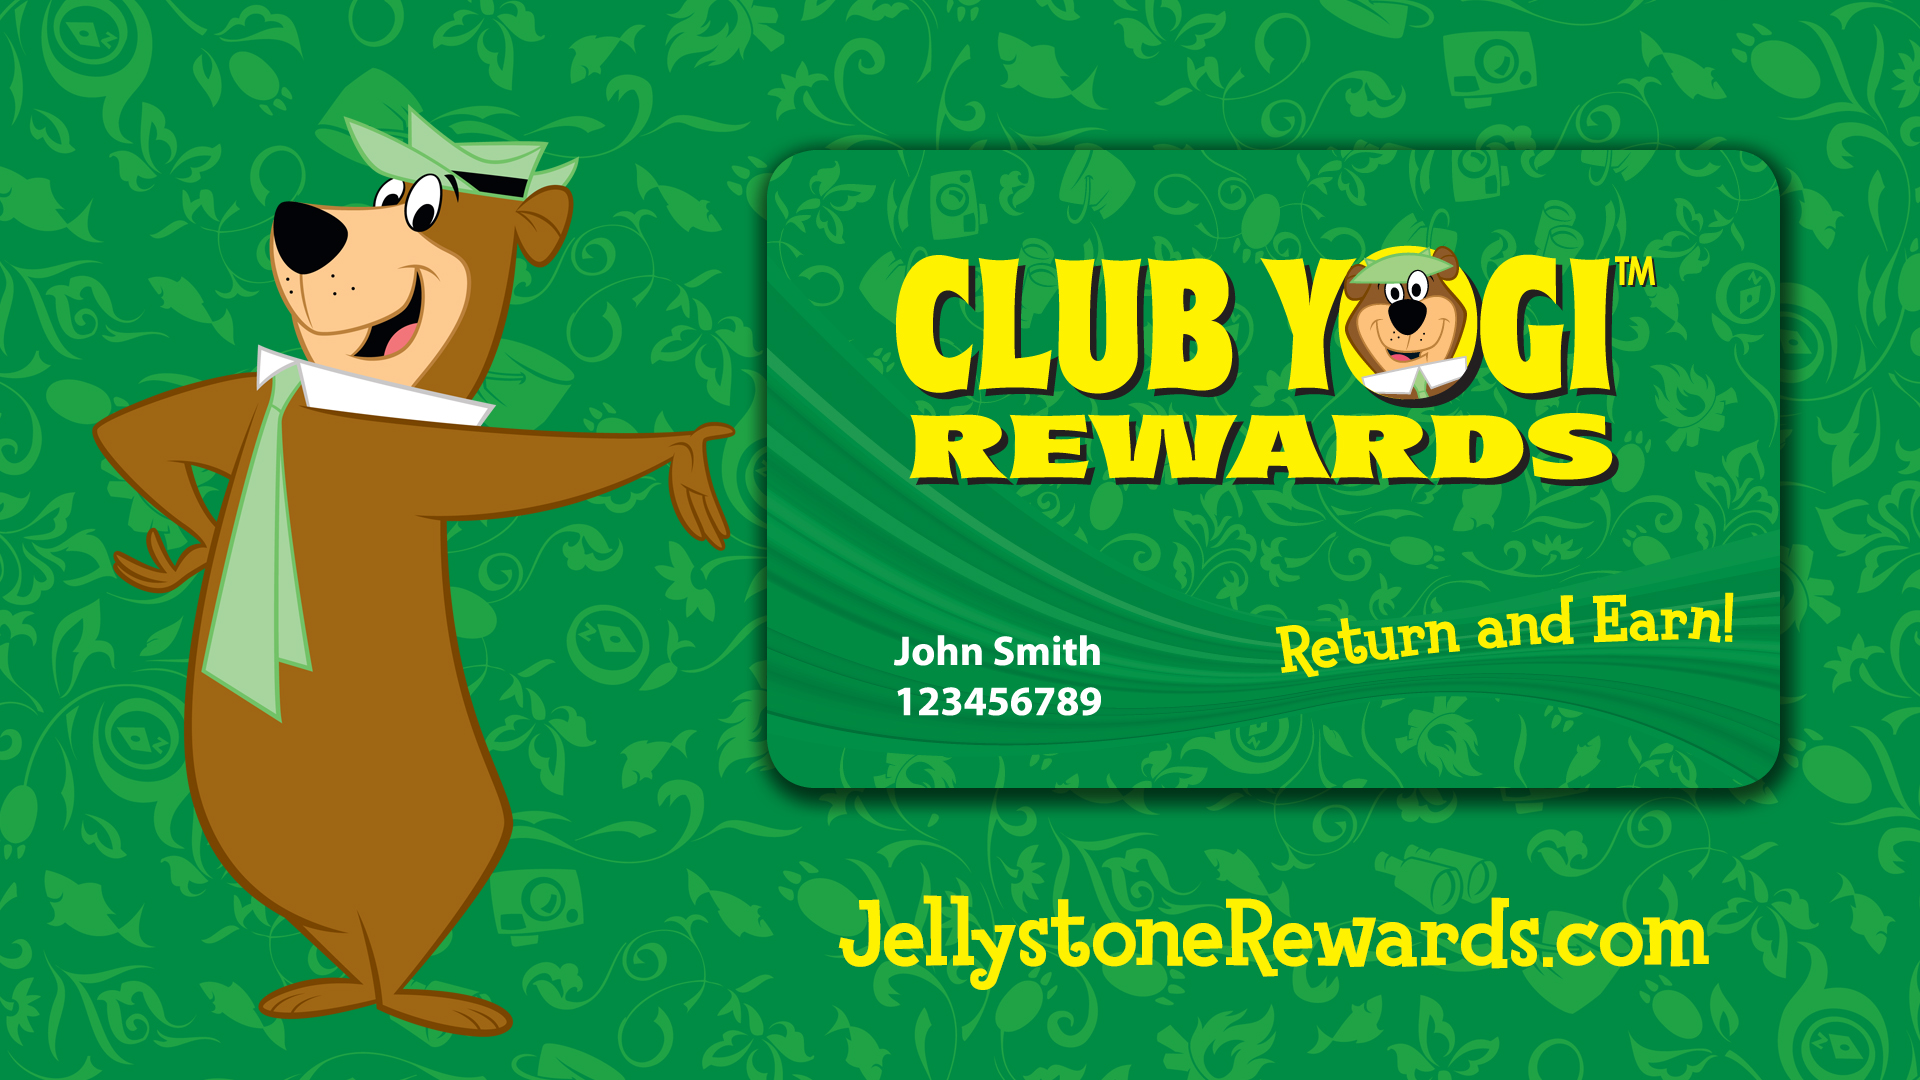 CLUB YOGI™
REWARDS
Return and Earn!
John Smith
123456789
JellystoneRewards.com